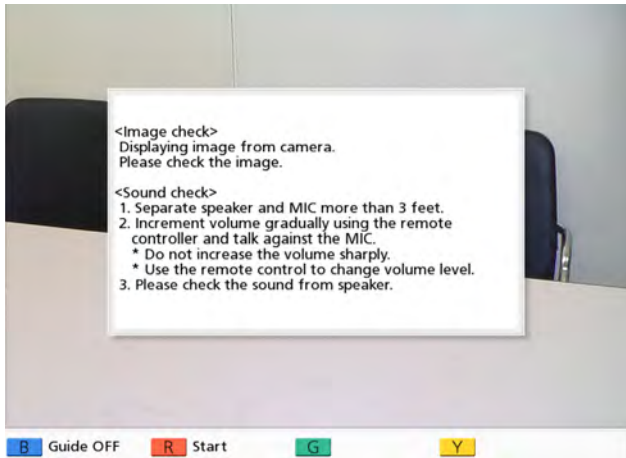 <Image check>
Displaying image from camera.
Please check the image.
<Sound check>
1. Separate speaker and MIC more than 3 feet.
2. Increment volume gradually using the remote
controller and talk against the MIC.
* Do not increase the volume sharply.
* Use the remote control to change volume level.
3. Please check the sound from speaker.
B Guide OFF R Start G Y